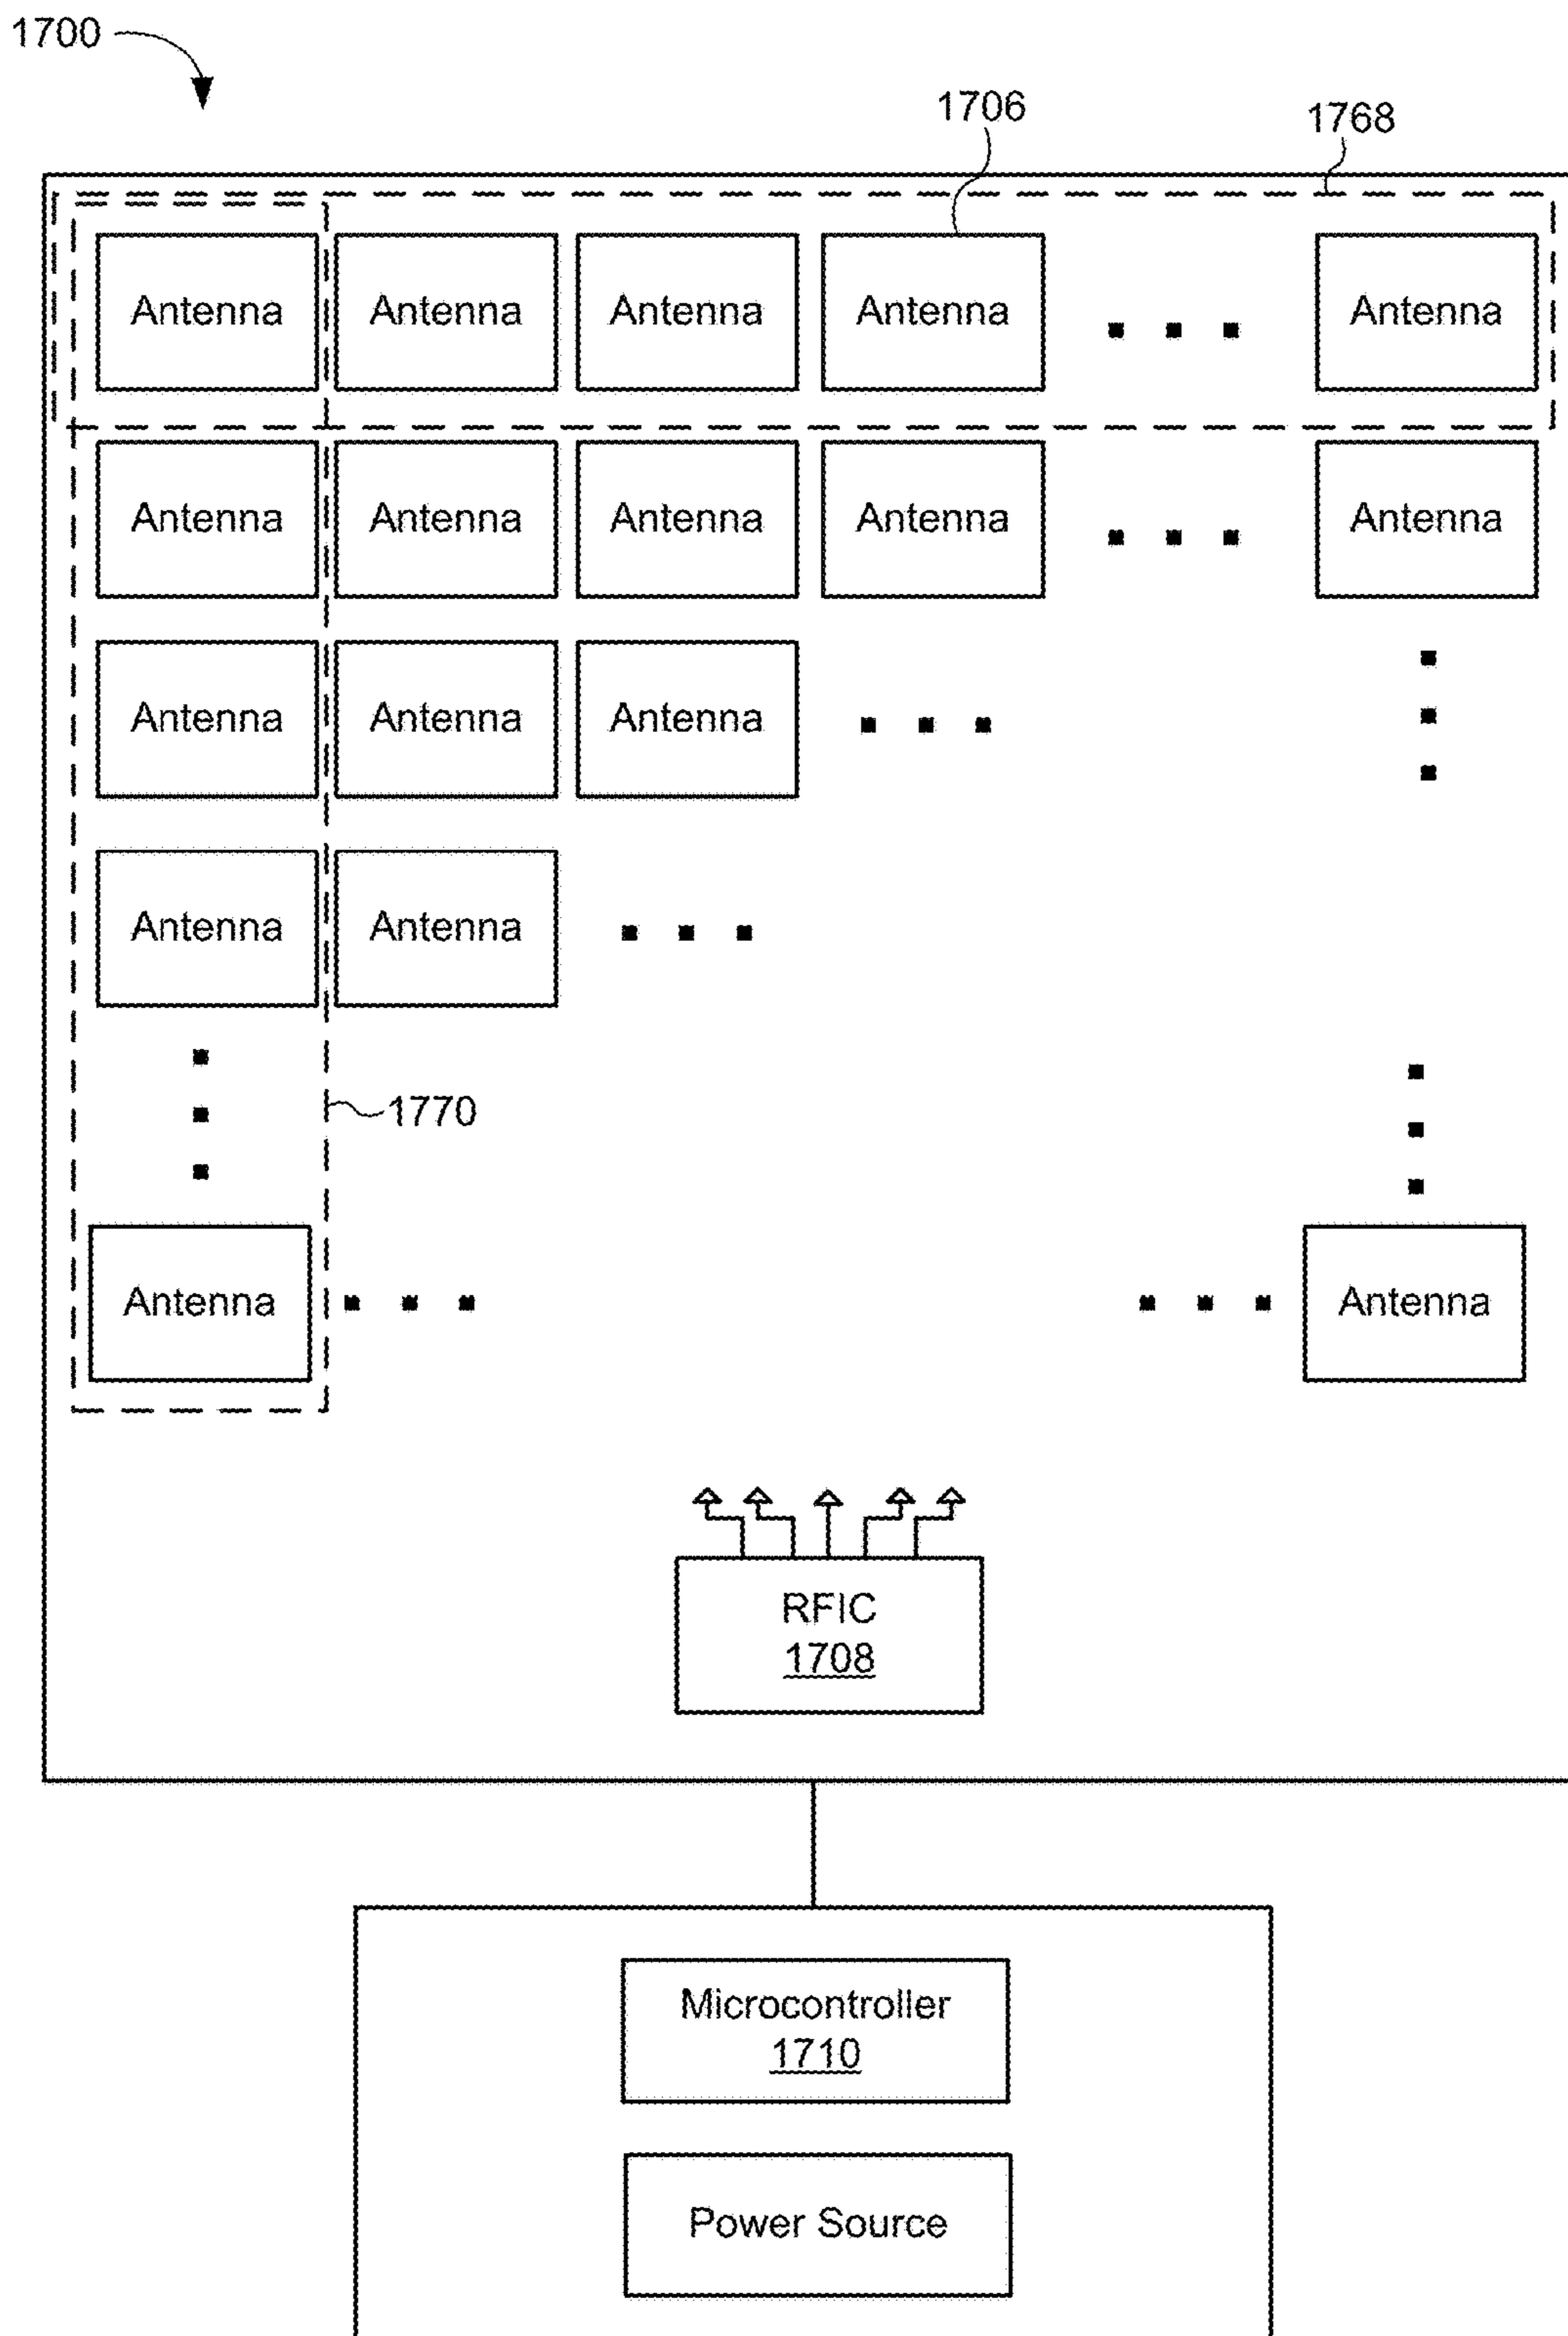 1700
1706
1768
Antenna Antenna Antenna Antenna Antenna
Antenna Antenna Antenna Antenna Antenna
Antenna Antenna Antenna
Antenna Antenna
1770
Antenna Antenna
RFIC
1708
Microcontroller
1710
Power Source